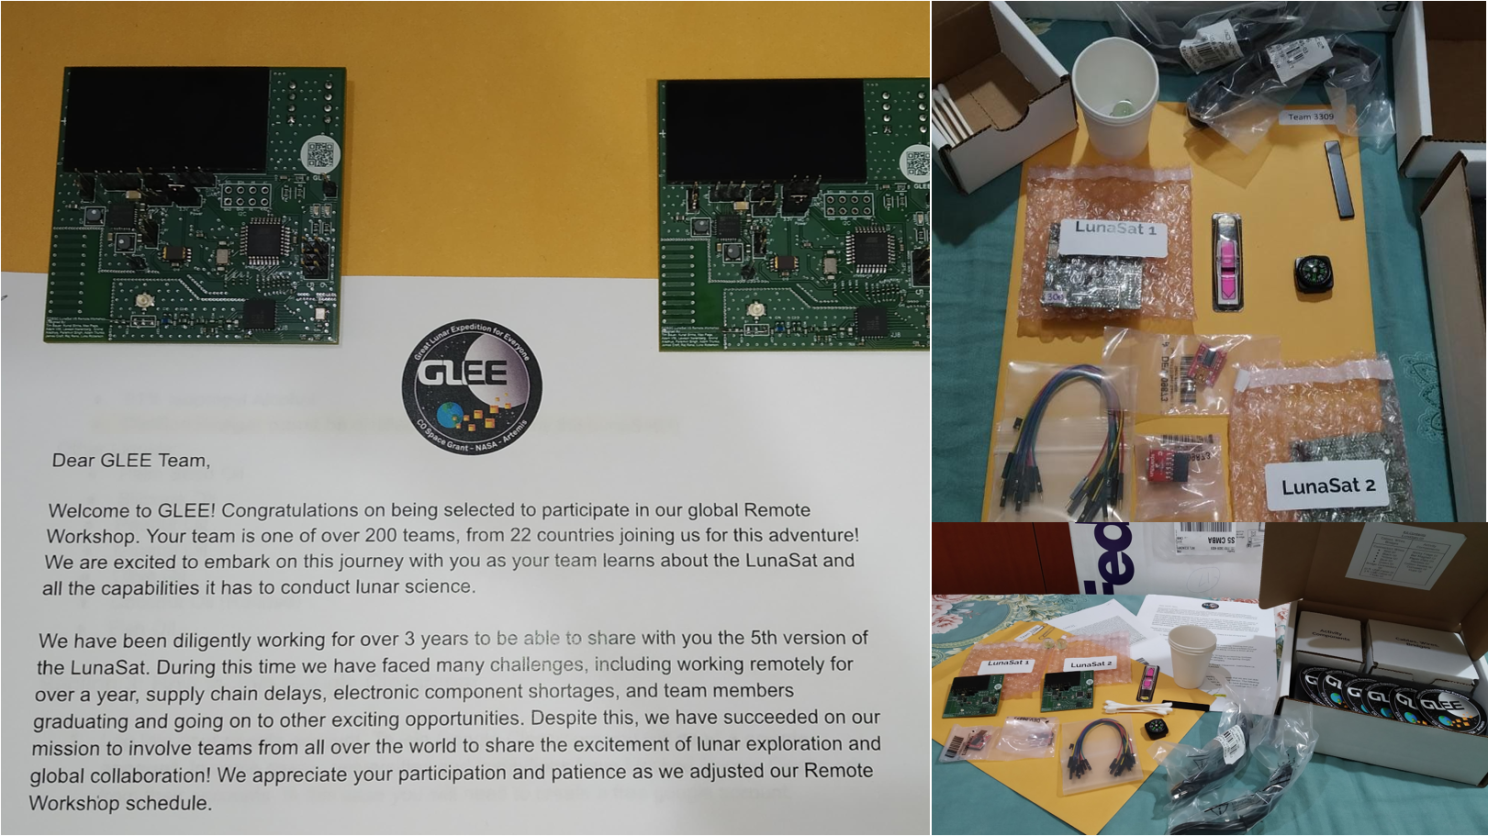 GLEE
Great Lunar Expedition for Everyone
GLEE
CO Space Grant - NASA - Artemis
Dear GLEE Team,
Welcome to GLEE! Congratulations on being selected to participate in our global Remote
Workshop. Your team is one of over 200 teams, from 22 countries joining us for this adventure!
We are excited to embark on this journey with you as your team learns about the LunaSat and
all the capabilities it has to conduct lunar science.
We have been diligently working for over 3 years to be able to share with you the 5th version of
the LunaSat. During this time we have faced many challenges, including working remotely for
over a year, supply chain delays, electronic component shortages, and team members
graduating and going on to other exciting opportunities. Despite this, we have succeeded on our
mission to involve teams from all over the world to share the excitement of lunar exploration and
global collaboration! We appreciate your participation and patience as we adjusted our Remote
Workshop schedule.
Team 3309
LunaSat 1
LunaSat 2
S5 CMBA
LunaSat 1
LunaSat 2
Activity
Components
GLEE